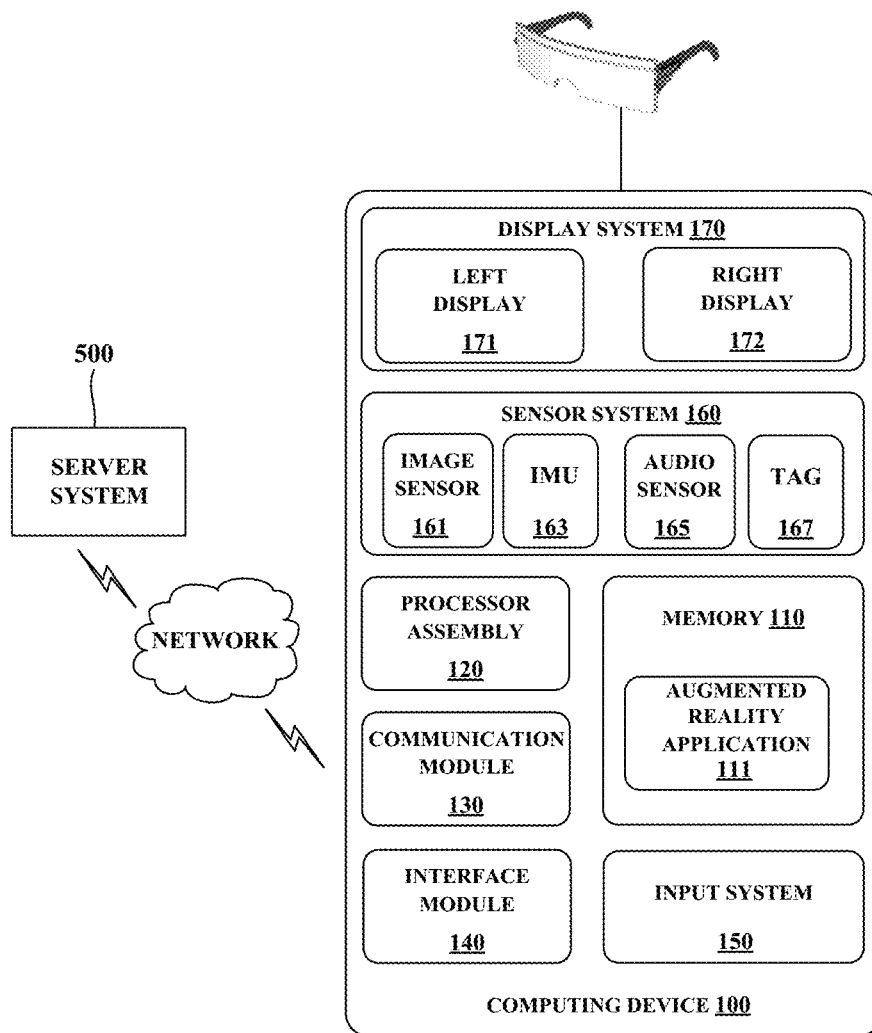 DISPLAY SYSTEM 170
LEFT
DISPLAY
171
RIGHT
DISPLAY
172
500
SERVER
SYSTEM
SENSOR SYSTEM 160
IMAGE
SENSOR
161
IMU
163
AUDIO
SENSOR
165
TAG
167
NETWORK
PROCESSOR
ASSEMBLY
120
MEMORY 110
AUGMENTED
REALITY
APPLICATION
111
COMMUNICATION
MODULE
130
INTERFACE
MODULE
140
INPUT SYSTEM
150
COMPUTING DEVICE 100